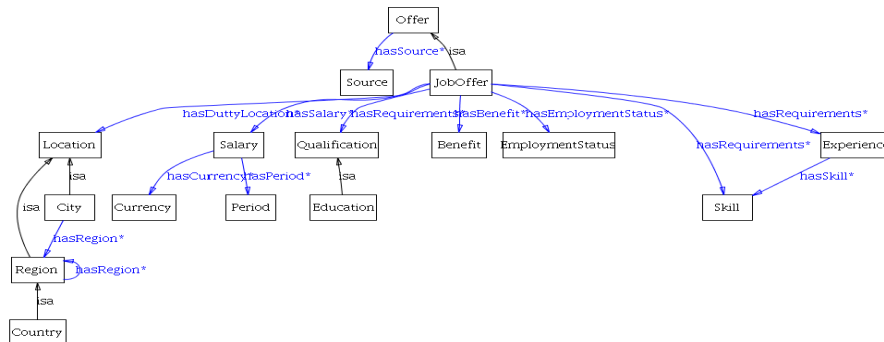 Offer
hasSource* isa
Source JobOffer
hasDuttyLocation* hasSalary* hasRequirements* hasBenefit* hasEmploymentStatus* hasRequirements*
Location Salary Qualification Benefit EmploymentStatus hasRequirements* Experience
isa isa hasCurrency* hasPeriod* isa hasSkill*
City Currency Period Education Skill
hasRegion*
Region hasRegion*
isa
Country